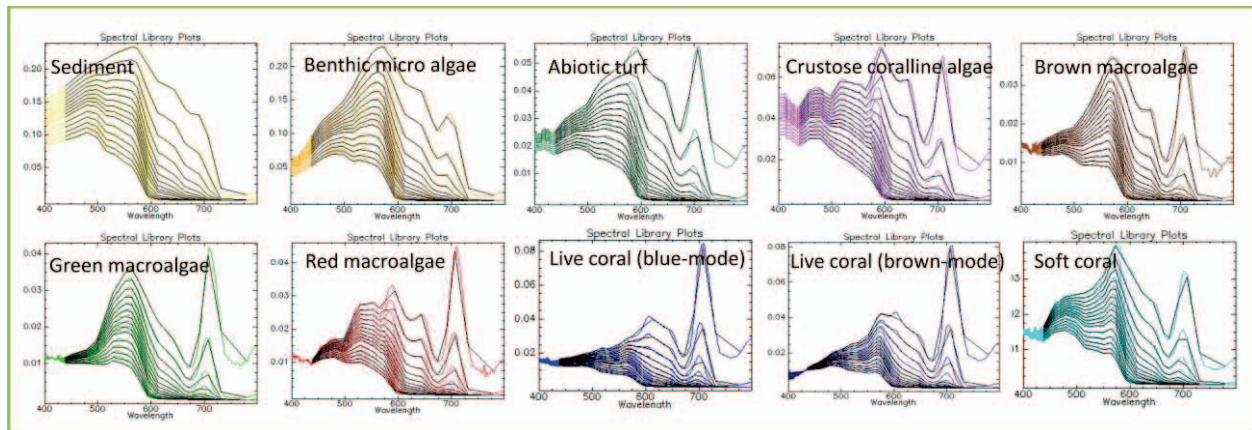 Spectral Library Plots
Sediment
0.20
0.15
0.10
0.05
400 500 600 700
Wavelength
Spectral Library Plots
Benthic micro algae
0.20
0.15
0.10
0.05
400 500 600 700
Wavelength
Spectral Library Plots
Abiotic turf
0.05
0.04
0.03
0.02
0.01
400 500 600 700
Wavelength
Spectral Library Plots
Crustose coralline algae
0.06
0.04
0.02
400 500 600 700
Wavelength
Spectral Library Plots
Brown macroalgae
0.03
0.02
0.01
400 500 600 700
Wavelength
Spectral Library Plots
Green macroalgae
0.04
0.03
0.02
0.01
400 500 600 700
Wavelength
Spectral Library Plots
Red macroalgae
0.04
0.03
0.02
0.01
400 500 600 700
Wavelength
Spectral Library Plots
Live coral (blue-mode)
0.08
0.06
0.04
0.02
400 500 600 700
Wavelength
Spectral Library Plots
Live coral (brown-mode)
0.08
0.06
0.04
0.02
400 500 600 700
Wavelength
Spectral Library Plots
Soft coral
400 500 600 700
Wavelength